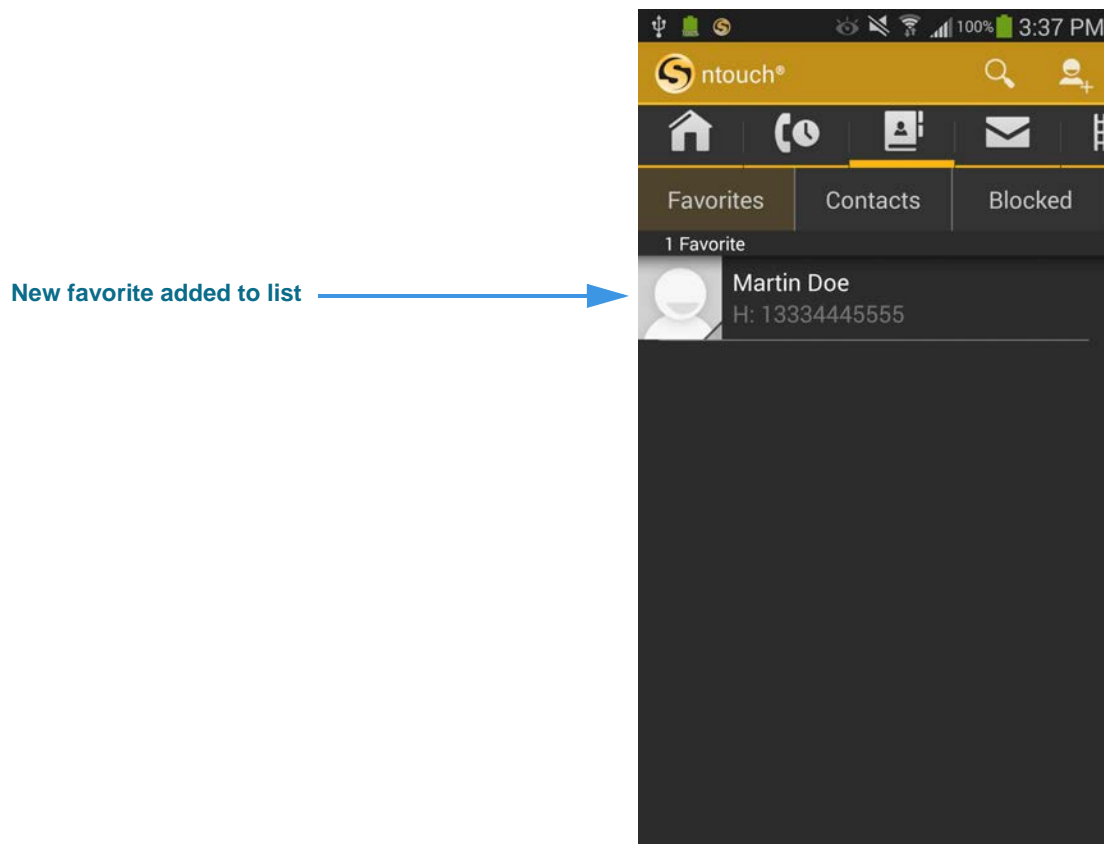 100% 3:37 PM
ntouch®
Favorites Contacts Blocked
1 Favorite
New favorite added to list
Martin Doe
H: 13334445555